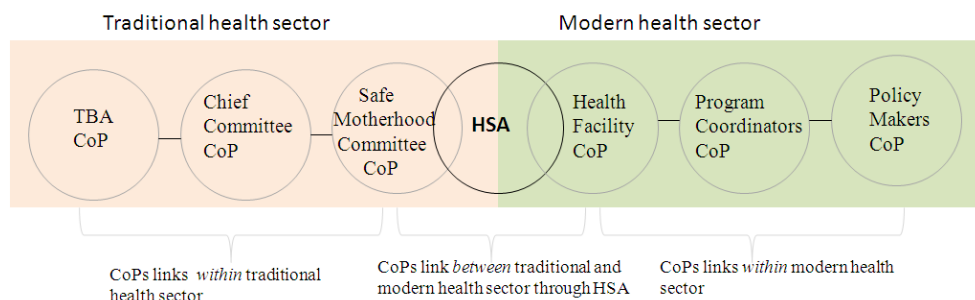 Traditional health sector
Modern health sector
TBA
CoP
Chief
Committee
CoP
Safe
Motherhood
Committee
CoP
HSA
Health
Facility
CoP
Program
Coordinators
CoP
Policy
Makers
CoP
CoPs links within traditional
health sector
CoPs link between traditional and
modern health sector through HSA
CoPs links within modern health
sector